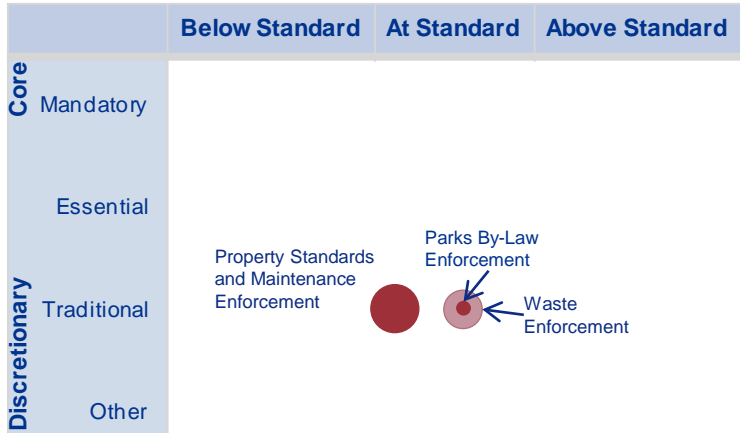 Below Standard At Standard Above Standard
Core
Mandatory
Essential
Discretionary
Traditional
Other
Property Standards
and Maintenance
Enforcement
Parks By-Law
Enforcement
Waste
Enforcement